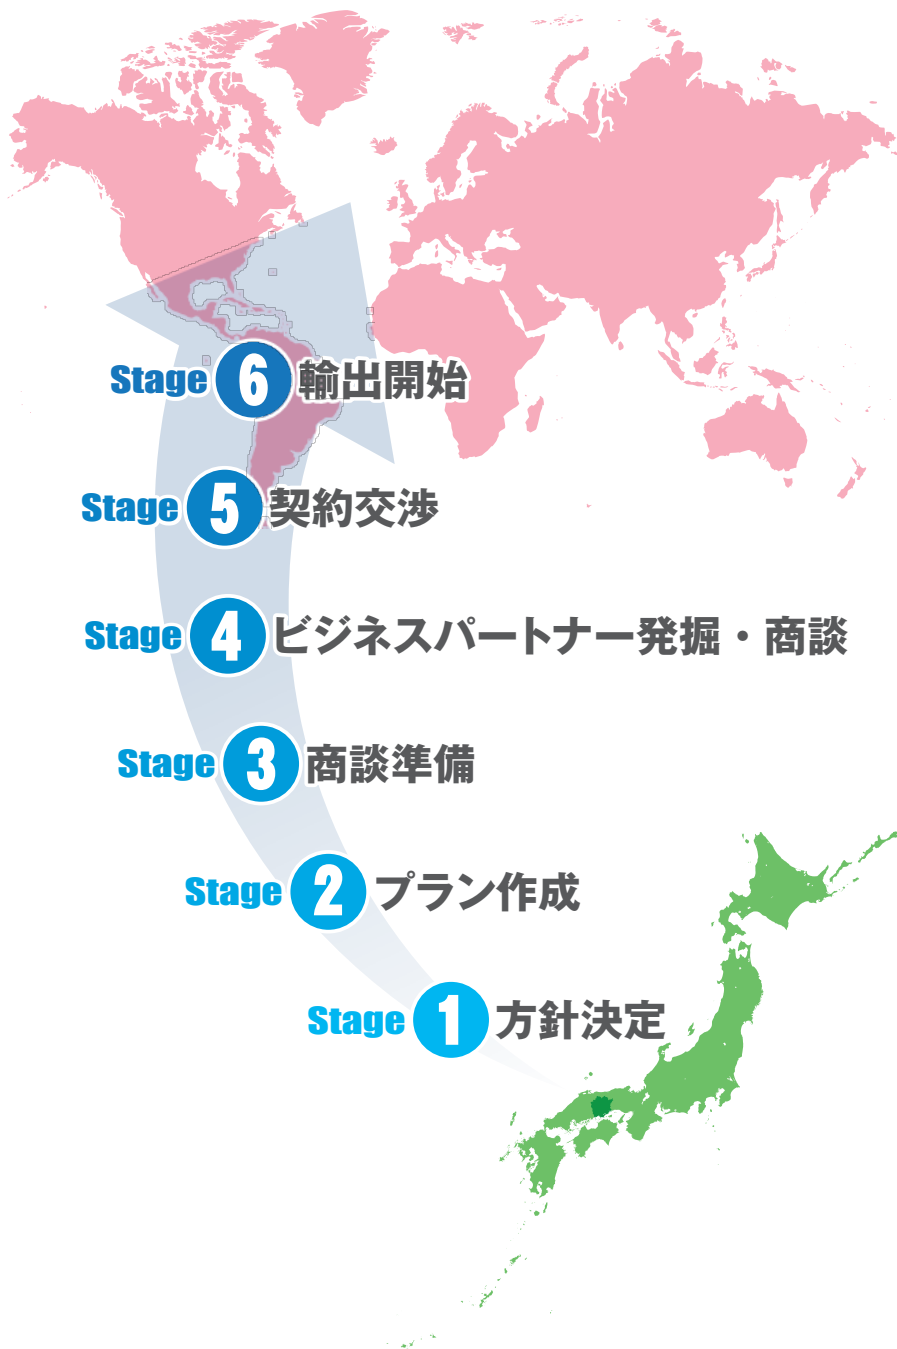 Stage 6 輸出開始
Stage 5 契約交渉
Stage 4 ビジネスパートナー発掘・商談
Stage 3 商談準備
Stage 2 プラン作成
Stage 1 方針決定